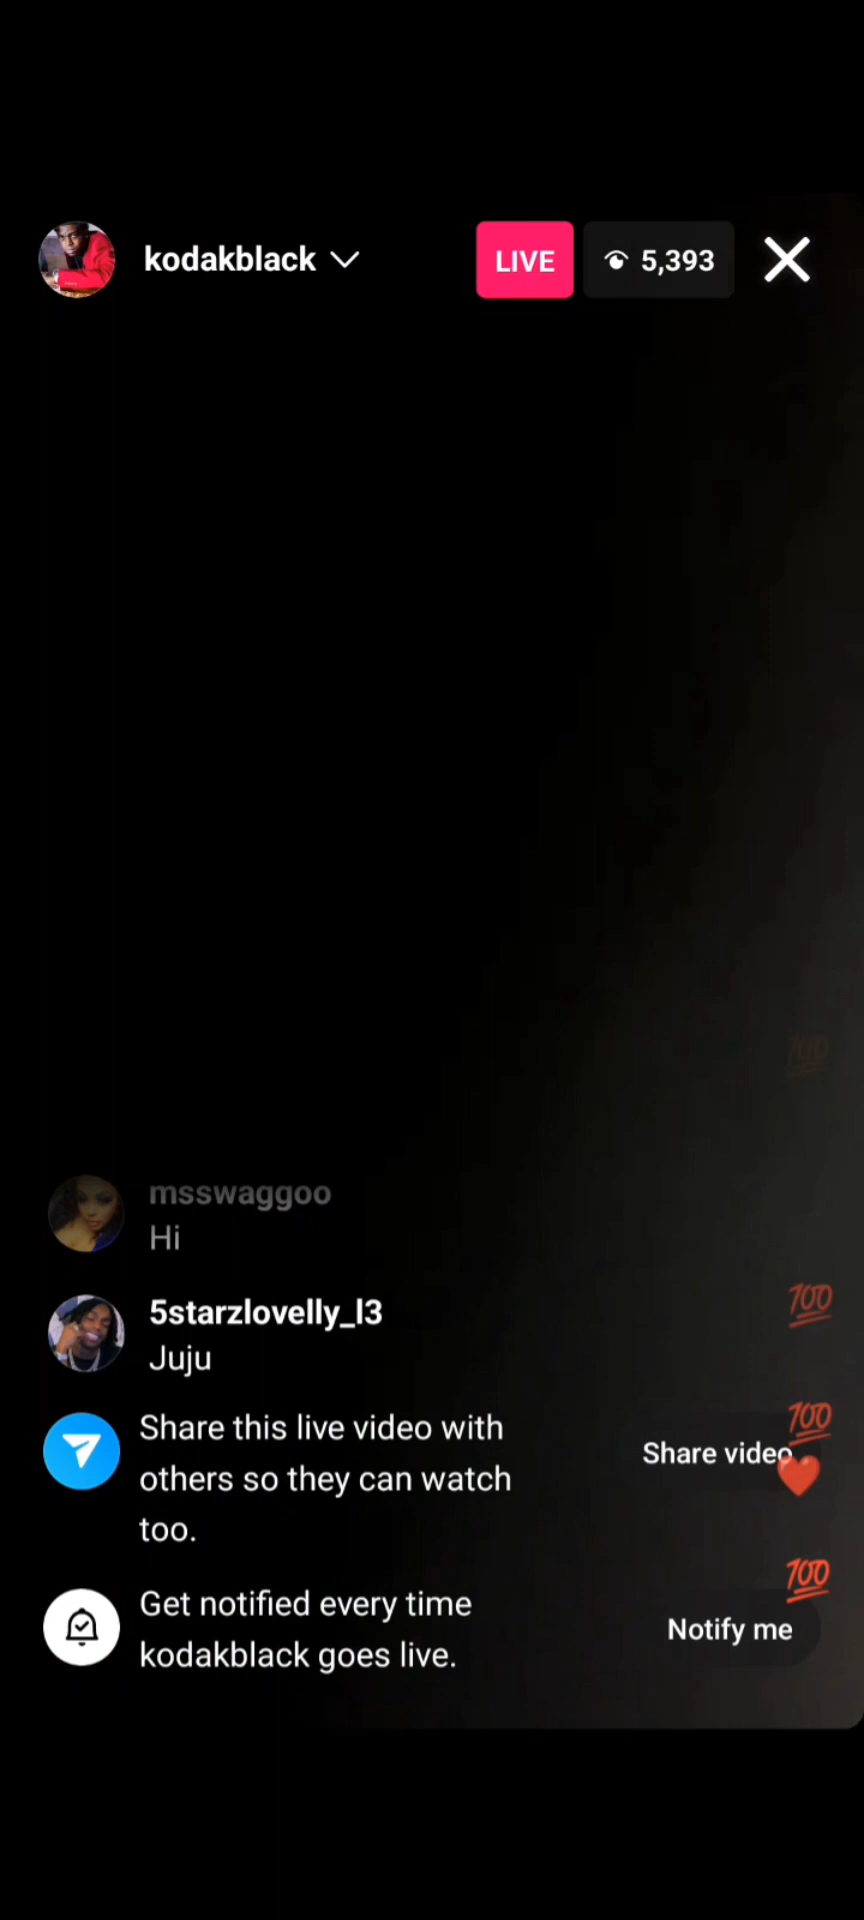 kodakblack
LIVE
5,393
msswaggoo
Hi
5starzlovelly_l3
Juju
Share this live video with
others so they can watch
too.
Share video
Get notified every time
kodakblack goes live.
Notify me
💯
💯
💯
💯